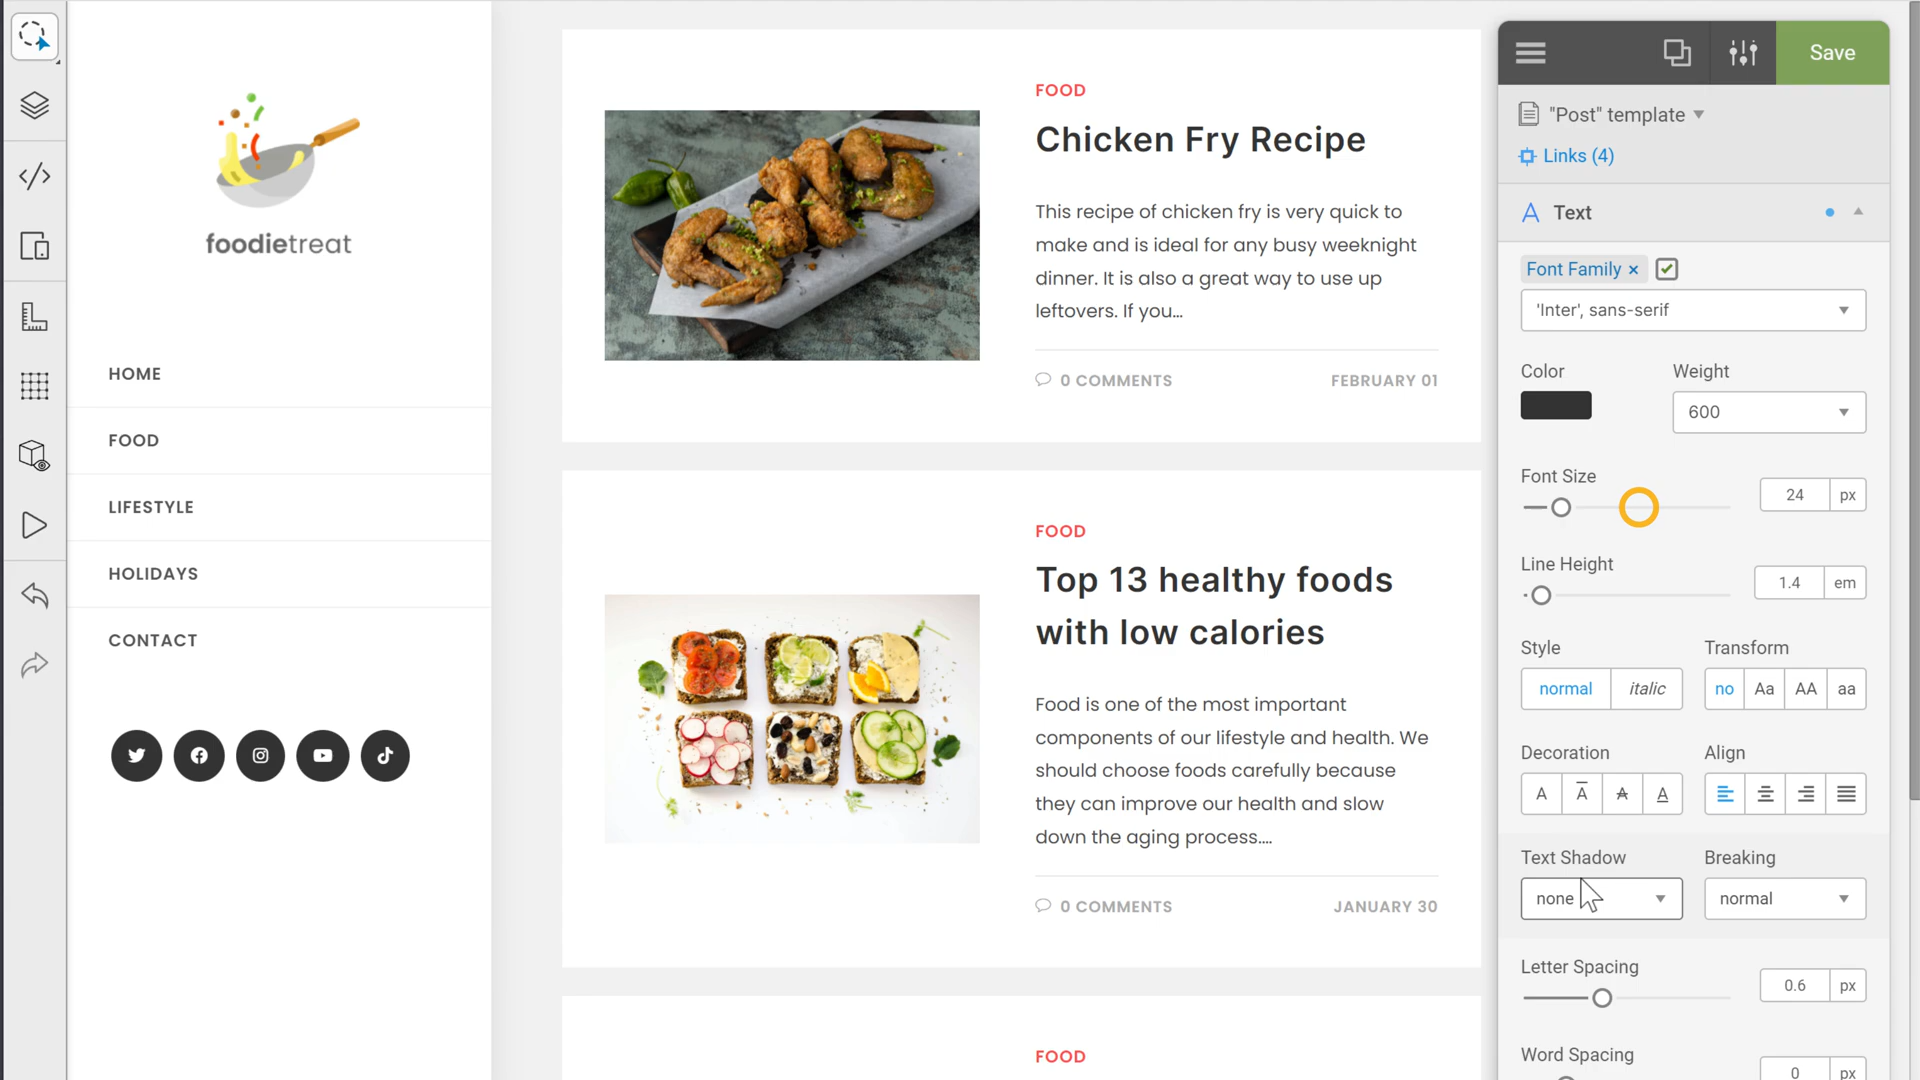 foodietreat
HOME
FOOD
LIFESTYLE
HOLIDAYS
CONTACT
FOOD
Chicken Fry Recipe
This recipe of chicken fry is very quick to
make and is ideal for any busy weeknight
dinner. It is also a great way to use up
leftovers. If you...
0 COMMENTS
FEBRUARY 01
FOOD
Top 13 healthy foods
with low calories
Food is one of the most important
components of our lifestyle and health. We
should choose foods carefully because
they can improve our health and slow
down the aging process....
0 COMMENTS
JANUARY 30
FOOD
Save
"Post" template
Links (4)
Text
Font Family ×
'Inter', sans-serif
Color
Weight
600
Font Size
24 px
Line Height
1.4 em
Style
Transform
normal italic
no Aa AA aa
Decoration
Align
A A A A
Text Shadow
Breaking
none
normal
Letter Spacing
0.6 px
Word Spacing
0 px